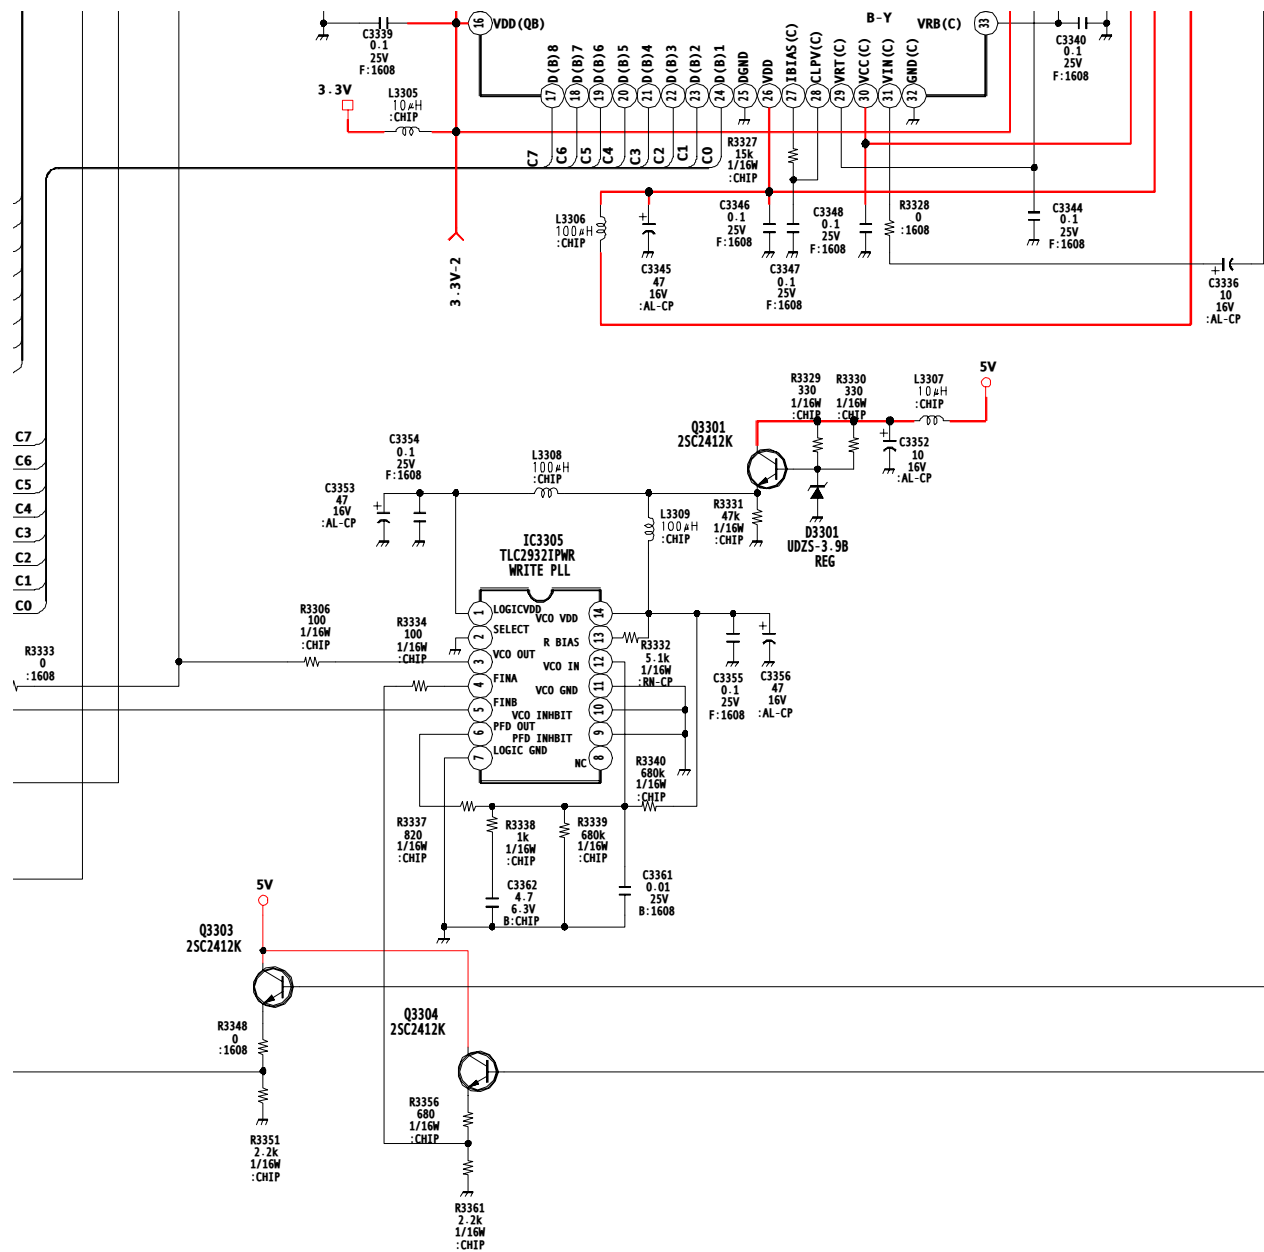 16
VDD(QB)
B-Y
VRB(C)
33
C3339
0.1
25V
F:1608
C3340
0.1
25V
F:1608
D(B)8
D(B)7
D(B)6
D(B)5
D(B)4
D(B)3
D(B)2
D(B)1
DGND
VDD
IBIAS(C)
CLPV(C)
VRT(C)
VCC(C)
VIN(C)
GND(C)
17
18
19
20
21
22
23
24
25
26
27
28
29
30
31
32
3.3V
L3305
10μH
:CHIP
C7
C6
C5
C4
C3
C2
C1
C0
R3327
15k
1/16W
:CHIP
3.3V-2
L3306
100μH
:CHIP
C3345
47
16V
:AL-CP
C3346
0.1
25V
F:1608
C3347
0.1
25V
F:1608
C3348
0.1
25V
F:1608
R3328
0
:1608
C3344
0.1
25V
F:1608
C3336
10
16V
:AL-CP
5V
R3329
330
1/16W
:CHIP
R3330
330
1/16W
:CHIP
L3307
10μH
:CHIP
Q3301
2SC2412K
C3352
10
16V
:AL-CP
C7
C6
C5
C4
C3
C2
C1
C0
C3354
0.1
25V
F:1608
C3353
47
16V
:AL-CP
L3308
100μH
:CHIP
L3309
100μH
:CHIP
R3331
47k
1/16W
:CHIP
D3301
UDZS-3.9B
REG
IC3305
TLC2932IPWR
WRITE PLL
1
LOGICVDD
2
SELECT
3
VCO OUT
4
FINA
5
FINB
6
PFD OUT
7
LOGIC GND
VCO VDD
14
R BIAS
13
VCO IN
12
VCO GND
11
VCO INHBIT
10
PFD INHBIT
9
NC
8
R3306
100
1/16W
:CHIP
R3334
100
1/16W
:CHIP
R3333
0
:1608
R3332
5.1k
1/16W
:RN-CP
C3355
0.1
25V
F:1608
C3356
47
16V
:AL-CP
R3340
680k
1/16W
:CHIP
R3337
820
1/16W
:CHIP
R3338
1k
1/16W
:CHIP
R3339
680k
1/16W
:CHIP
C3362
4.7
6.3V
B:CHIP
C3361
0.01
25V
B:1608
5V
Q3303
2SC2412K
Q3304
2SC2412K
R3348
0
:1608
R3351
2.2k
1/16W
:CHIP
R3356
680
1/16W
:CHIP
R3361
2.2k
1/16W
:CHIP